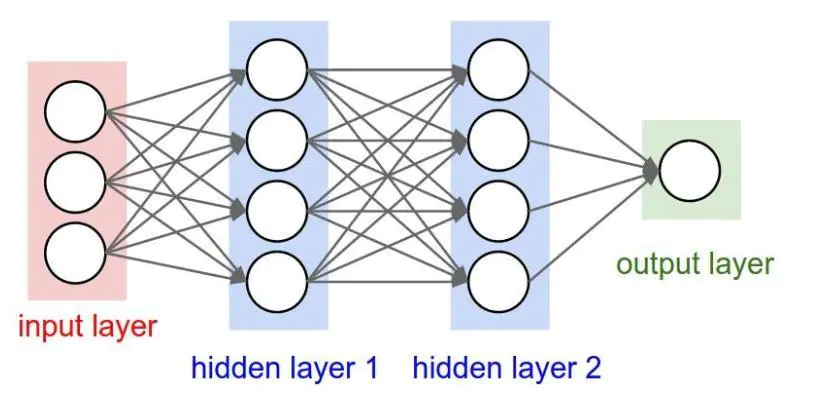 input layer
hidden layer 1
hidden layer 2
output layer